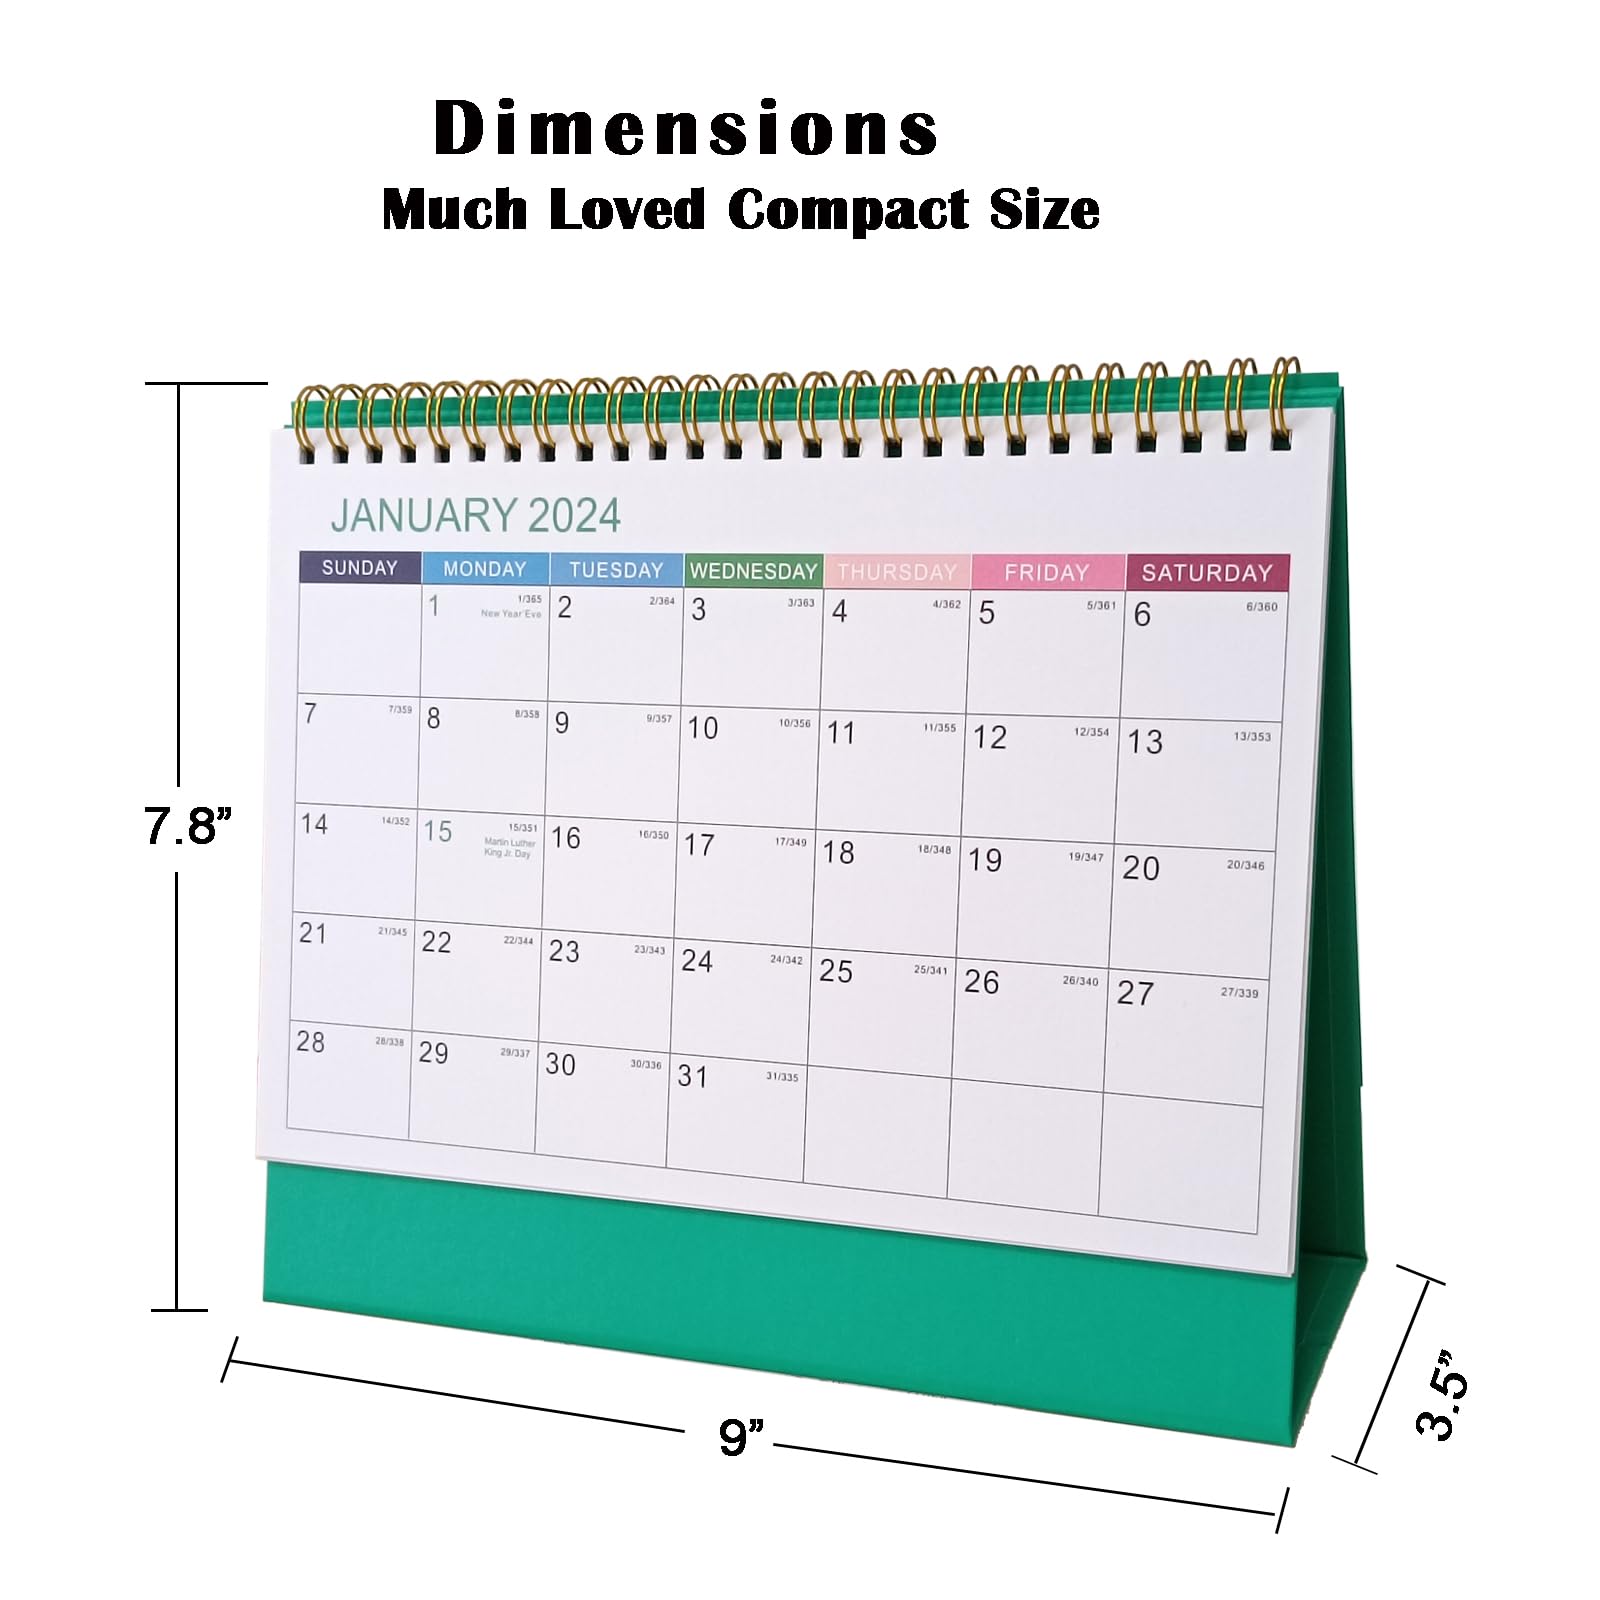 Dimensions
Much Loved Compact Size
JANUARY 2024
SUNDAY MONDAY TUESDAY WEDNESDAY THURSDAY FRIDAY SATURDAY
1 1/365 2 2/364 3 3/363 4 4/362 5 5/361 6 6/360
New Year'Eve
7 7/359 8 8/358 9 9/357 10 10/356 11 11/355 12 12/354 13 13/353
14 14/352 15 15/351 16 16/350 17 17/349 18 18/348 19 19/347 20 20/346
Martin Luther
King Jr. Day
21 21/345 22 22/344 23 23/343 24 24/342 25 25/341 26 26/340 27 27/339
28 28/338 29 29/337 30 30/336 31 31/335
7.8”
9”
3.5”